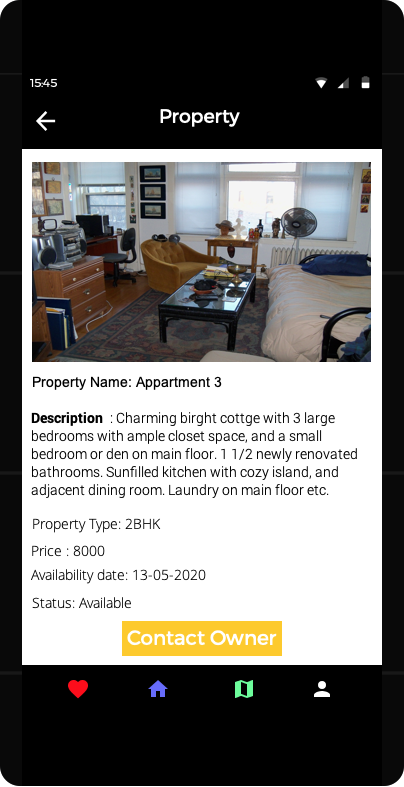 15:45
Property
Property Name: Appartment 3
Description : Charming birght cottge with 3 large
bedrooms with ample closet space, and a small
bedroom or den on main floor. 1 1/2 newly renovated
bathrooms. Sunfilled kitchen with cozy island, and
adjacent dining room. Laundry on main floor etc.
Property Type: 2BHK
Price : 8000
Availability date: 13-05-2020
Status: Available
Contact Owner